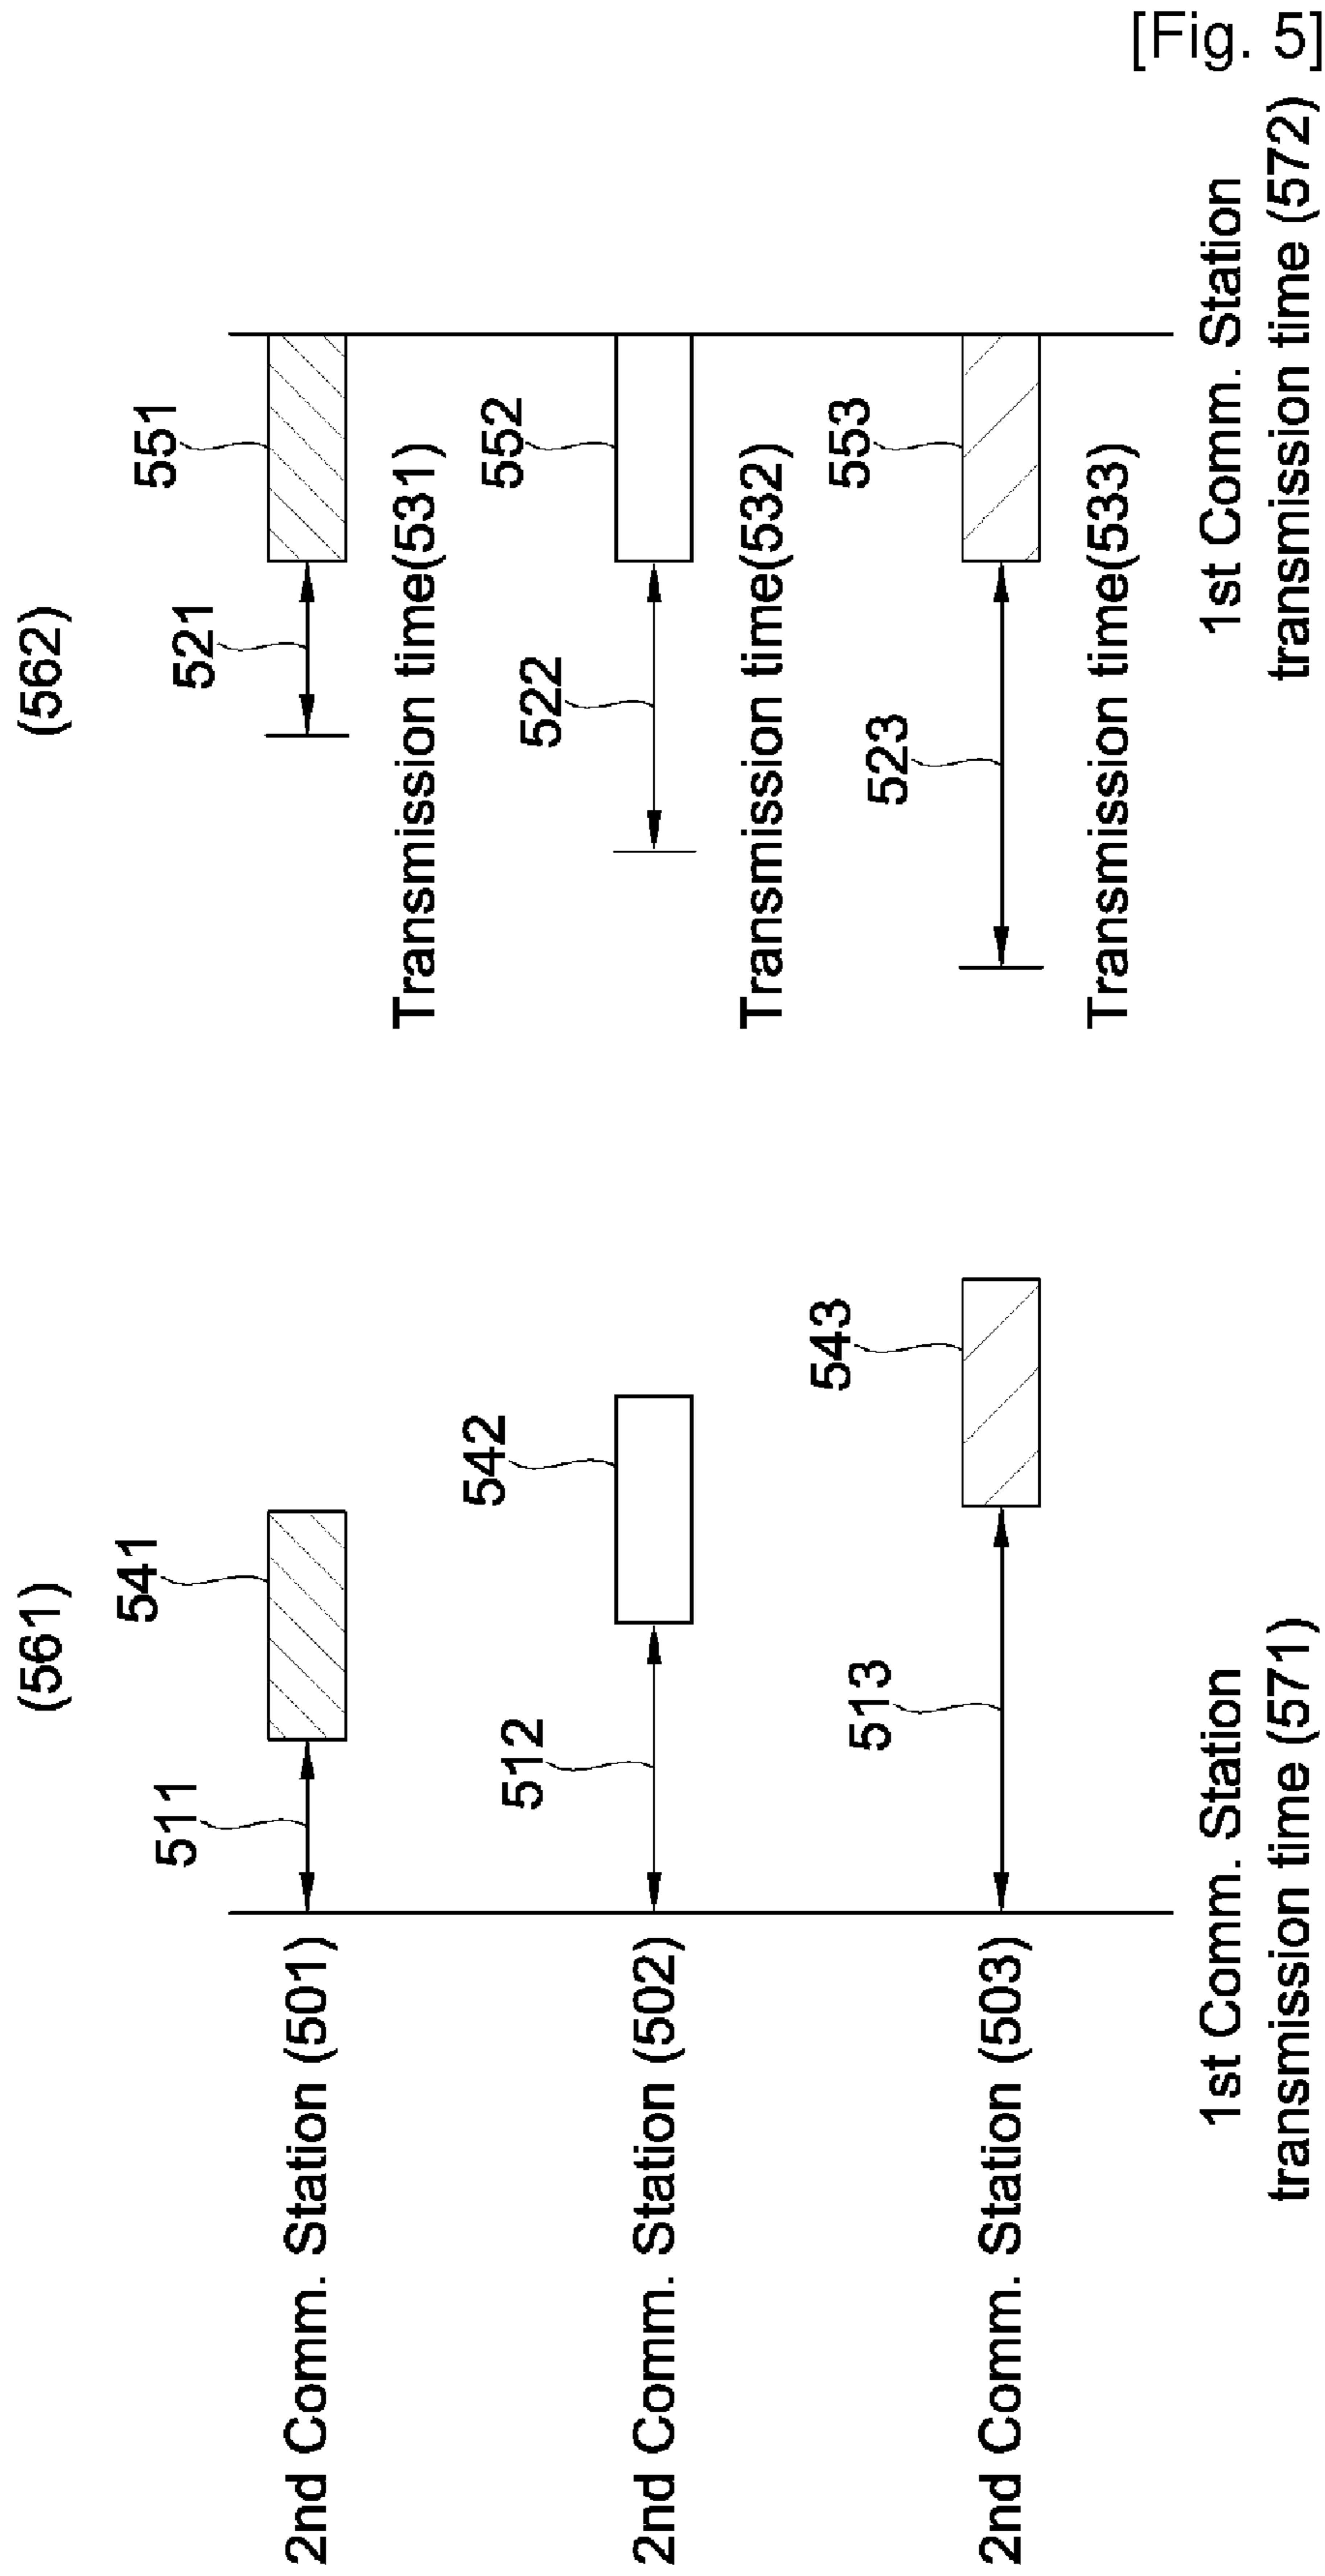 [Fig. 5]
(561)
(562)
541
551
511
521
2nd Comm. Station (501)
Transmission time(531)
542
552
512
522
2nd Comm. Station (502)
Transmission time(532)
543
553
513
523
2nd Comm. Station (503)
Transmission time(533)
1st Comm. Station
transmission time (571)
1st Comm. Station
transmission time (572)